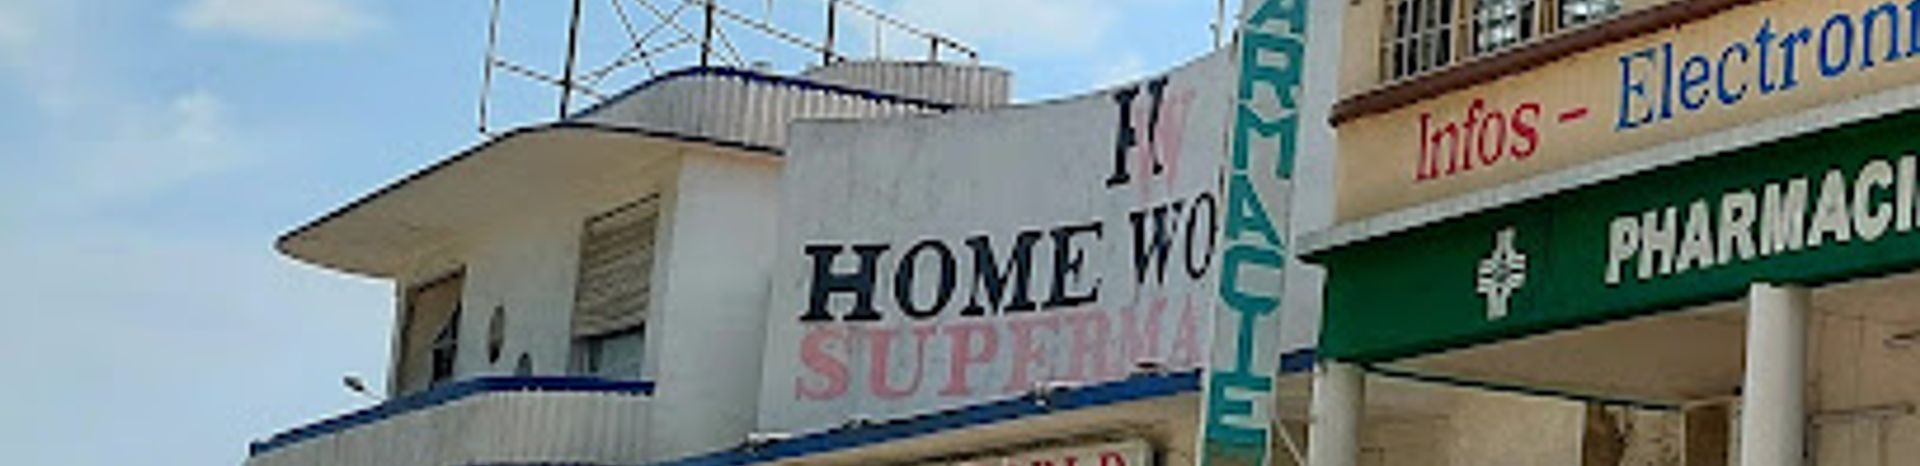 HW
HOME WO
SUPERMA
ARMACIE
Infos - Electroni
PHARMACI